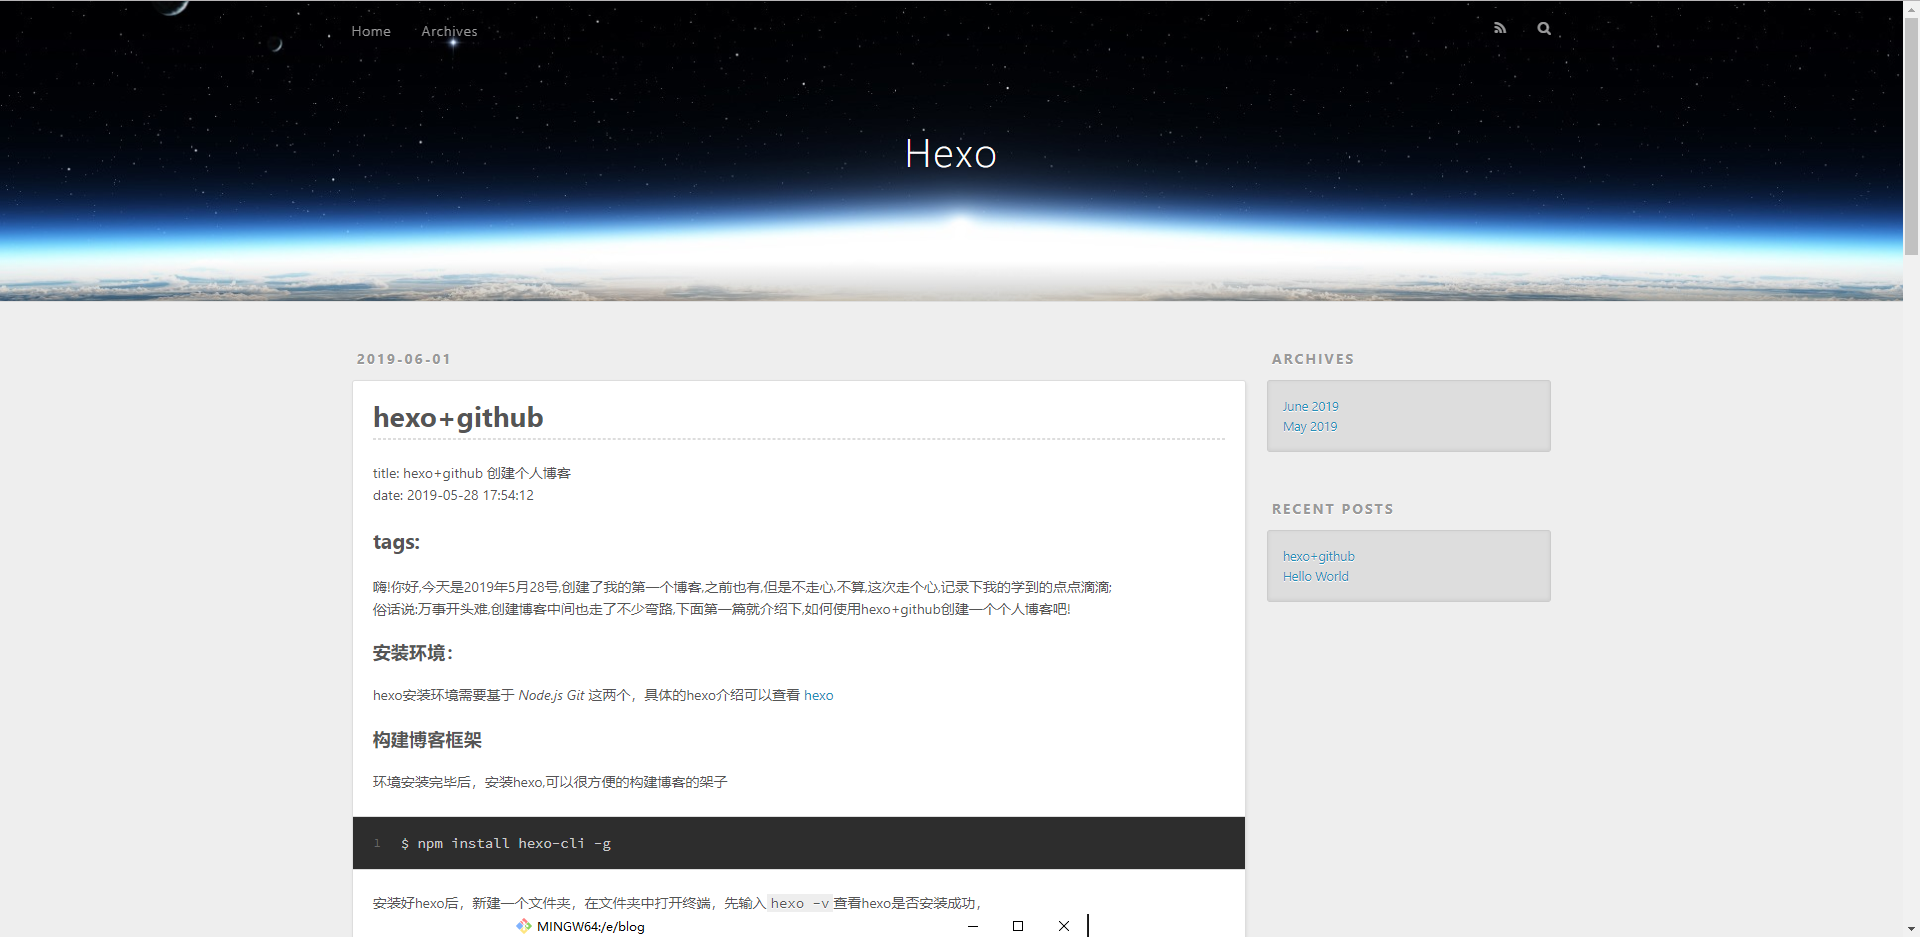 Home Archives
Hexo
2019-06-01
hexo+github
title: hexo+github 创建个人博客
date: 2019-05-28 17:54:12
tags:
嗨!你好,今天是2019年5月28号,创建了我的第一个博客,之前也有,但是不走心,不算,这次走个心,记录下我的学到的点点滴滴;
俗话说:万事开头难,创建博客中间也走了不少弯路,下面第一篇就介绍下,如何使用hexo+github创建一个个人博客吧!
安装环境：
hexo安装环境需要基于 Node.js Git 这两个，具体的hexo介绍可以查看 hexo
构建博客框架
环境安装完毕后，安装hexo,可以很方便的构建博客的架子
1 $ npm install hexo-cli -g
安装好hexo后，新建一个文件夹，在文件夹中打开终端，先输入 hexo -v 查看hexo是否安装成功，
MINGW64:/e/blog
ARCHIVES
June 2019
May 2019
RECENT POSTS
hexo+github
Hello World